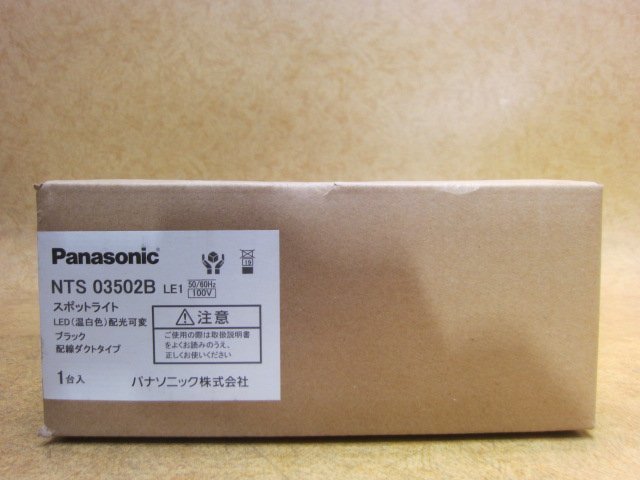 Panasonic
19
NTS 03502B LE1 50/60Hz 100V
スポットライト
LED(温白色)配光可変
ブラック
配線ダクトタイプ
⚠注意
ご使用の際は取扱説明書
をよくお読みのうえ、
正しくお使いください。
1台入
パナソニック株式会社